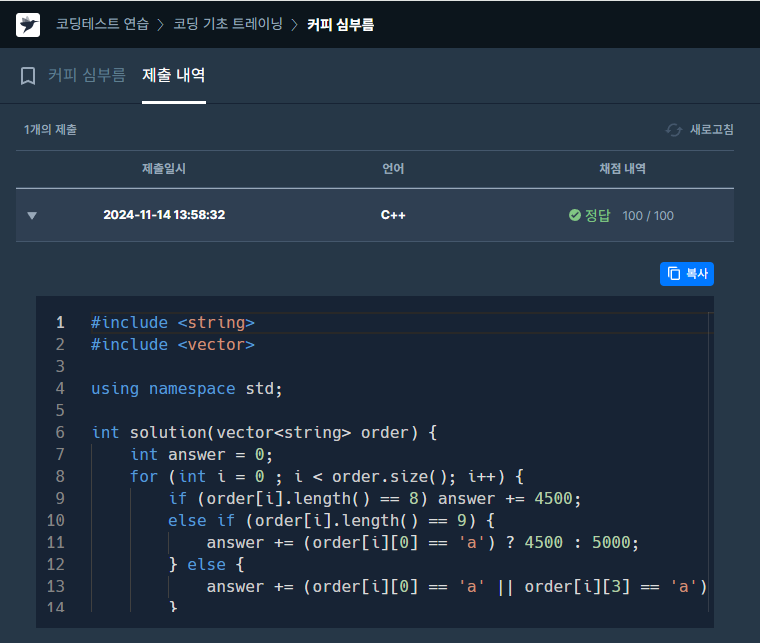 코딩테스트 연습 > 코딩 기초 트레이닝 > 커피 심부름
커피 심부름 제출 내역
1개의 제출 새로고침
제출일시 언어 채점 내역
2024-11-14 13:58:32 C++ 정답 100 / 100
복사
1 #include <string>
2 #include <vector>
3
4 using namespace std;
5
6 int solution(vector<string> order) {
7 int answer = 0;
8 for (int i = 0 ; i < order.size(); i++) {
9 if (order[i].length() == 8) answer += 4500;
10 else if (order[i].length() == 9) {
11 answer += (order[i][0] == 'a') ? 4500 : 5000;
12 } else {
13 answer += (order[i][0] == 'a' || order[i][3] == 'a')
14 }